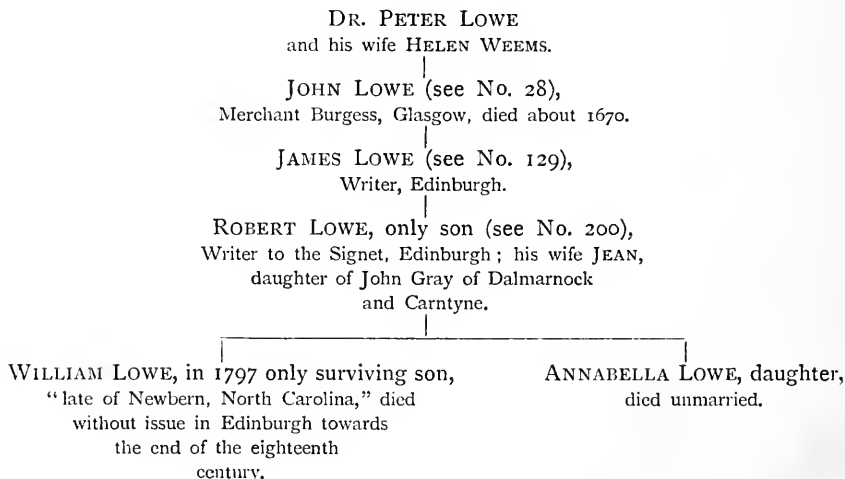 DR. PETER LOWE
and his wife HELEN WEEMS.
JOHN LOWE (see No. 28),
Merchant Burgess, Glasgow, died about 1670.
JAMES LOWE (see No. 129),
Writer, Edinburgh.
ROBERT LOWE, only son (see No. 200),
Writer to the Signet, Edinburgh; his wife JEAN,
daughter of John Gray of Dalmarnock
and Carntyne.
WILLIAM LOWE, in 1797 only surviving son,
"late of Newbern, North Carolina," died
without issue in Edinburgh towards
the end of the eighteenth
century.
ANNABELLA LOWE, daughter,
died unmarried.